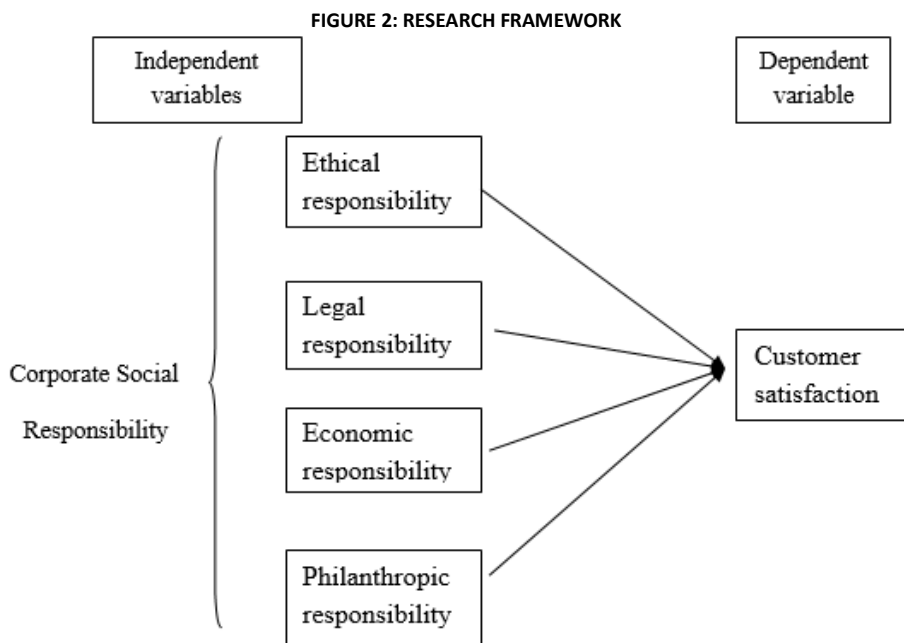 FIGURE 2: RESEARCH FRAMEWORK
Independent
variables
Dependent
variable
Ethical
responsibility
Legal
responsibility
Corporate Social
Responsibility
Economic
responsibility
Philanthropic
responsibility
Customer
satisfaction